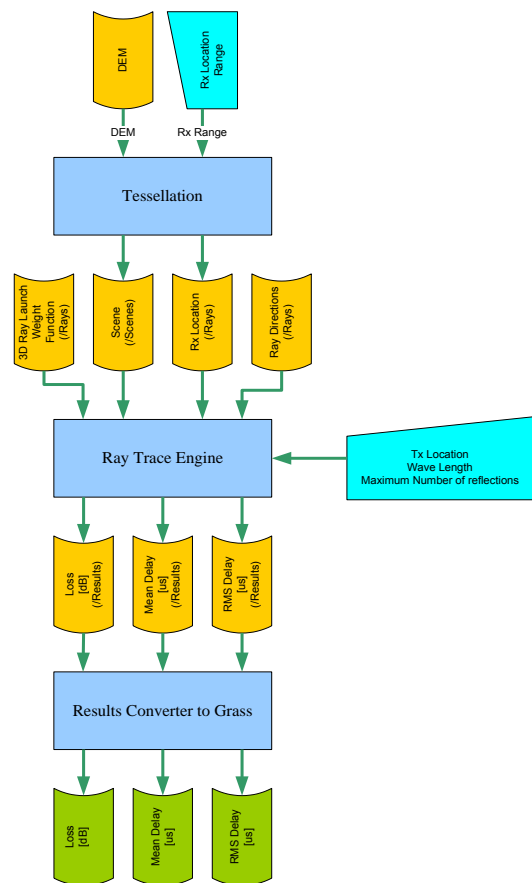 DEM
Rx Location
Range
DEM
Rx Range
Tessellation
3D Ray Launch
Weight
Function
(/Rays)
Scene
(/Scenes)
Rx Location
(/Rays)
Ray Directions
(/Rays)
Ray Trace Engine
Tx Location
Wave Length
Maximum Number of reflections
Loss
[dB]
(/Results)
Mean Delay
[us]
(/Results)
RMS Delay
[us]
(/Results)
Results Converter to Grass
Loss
[dB]
Mean Delay
[us]
RMS Delay
[us]